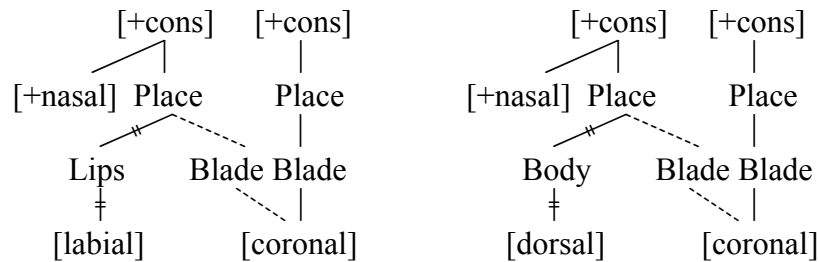 [+cons] [+cons] [+cons] [+cons]
[+nasal] Place Place [+nasal] Place Place
Lips Blade Blade Body Blade Blade
[labial] [coronal] [dorsal] [coronal]